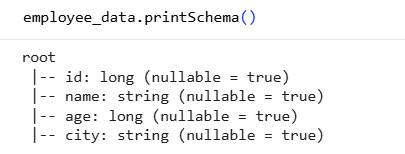 employee_data.printSchema()
root
 |-- id: long (nullable = true)
 |-- name: string (nullable = true)
 |-- age: long (nullable = true)
 |-- city: string (nullable = true)